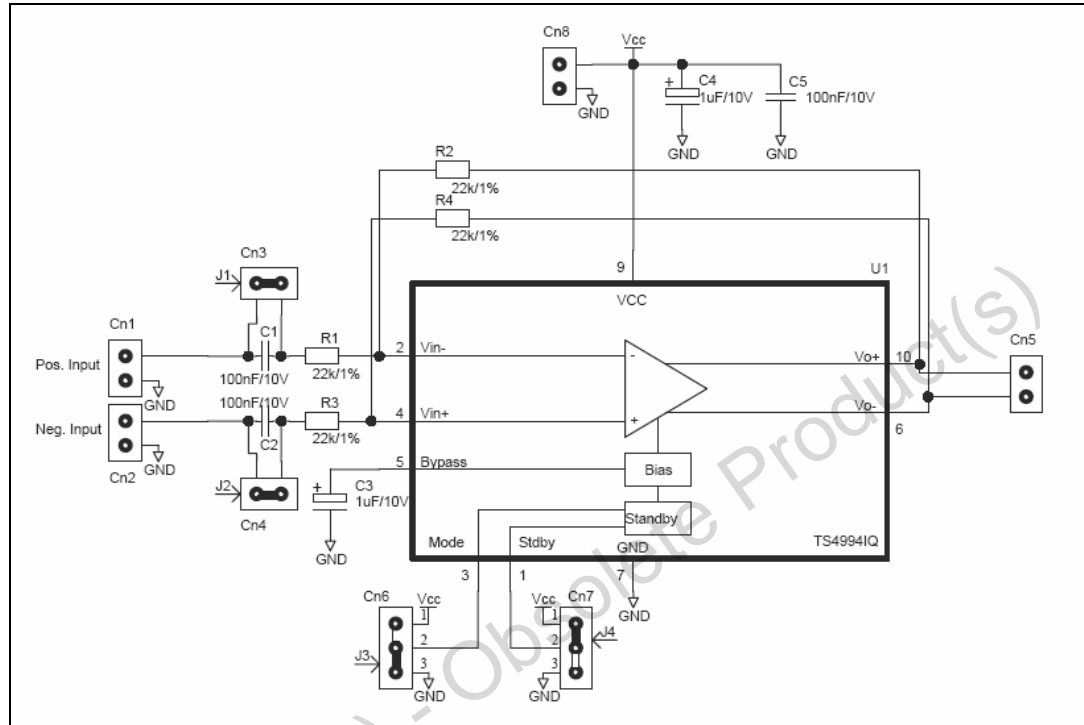 Cn8
Vcc
GND
+
C4
1uF/10V
GND
C5
100nF/10V
GND
R2
22k/1%
R4
22k/1%
Cn3
J1
9
U1
VCC
Cn1
Pos. Input
GND
C1
100nF/10V
R1
22k/1%
2
Vin-
-
Vo+
10
Cn5
Neg. Input
GND
Cn2
100nF/10V
C2
R3
22k/1%
4
Vin+
+
Vo-
6
J2
Cn4
+
C3
1uF/10V
GND
5
Bypass
Bias
Standby
Mode
Stdby
GND
TS4994IQ
3
1
7
GND
Cn6
Vcc
1
2
3
J3
GND
Cn7
Vcc
1
2
3
J4
GND
) - Obsolete Product(s)